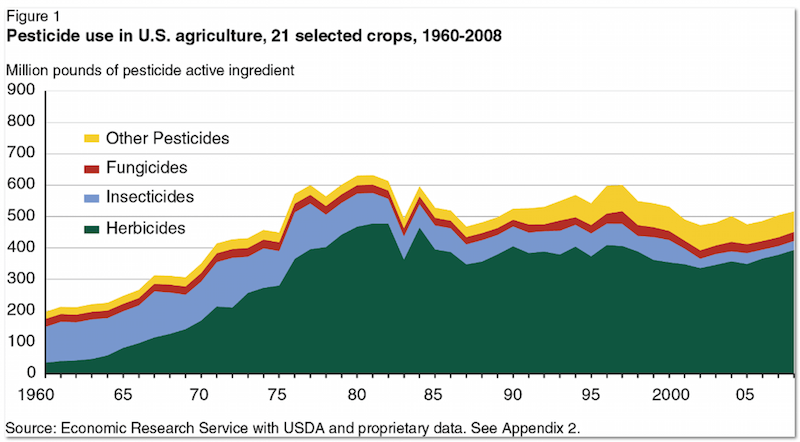 Figure 1
Pesticide use in U.S. agriculture, 21 selected crops, 1960-2008
Million pounds of pesticide active ingredient
900
800
700
600
500
400
300
200
100
0
Other Pesticides
Fungicides
Insecticides
Herbicides
1960 65 70 75 80 85 90 95 2000 05
Source: Economic Research Service with USDA and proprietary data. See Appendix 2.